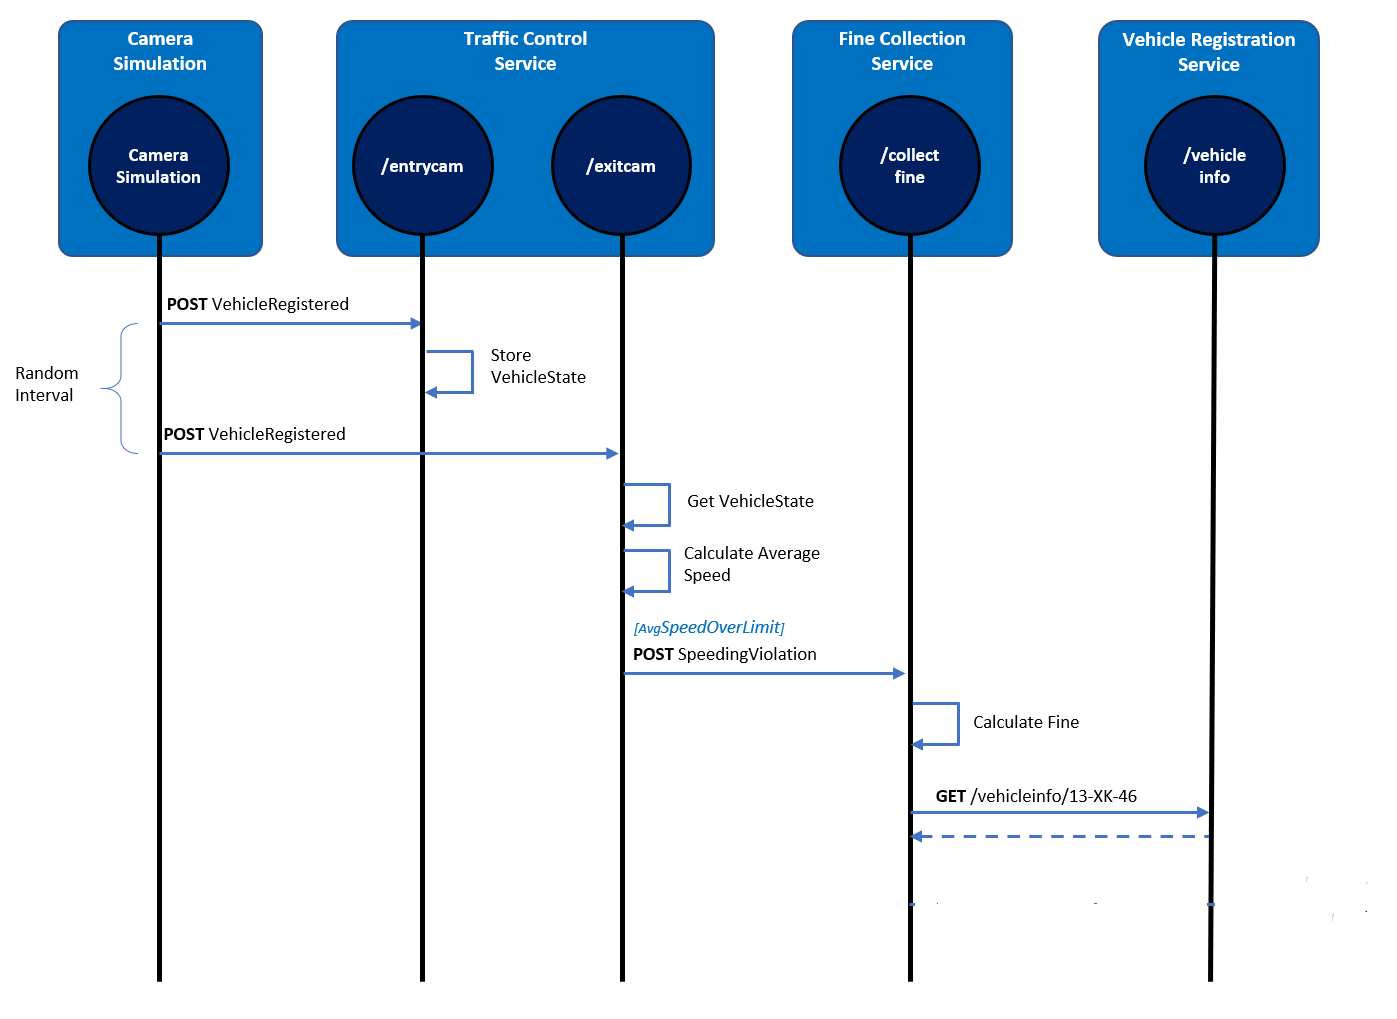 Camera
Simulation
Traffic Control
Service
Fine Collection
Service
Vehicle Registration
Service
Camera
Simulation
/entrycam
/exitcam
/collect
fine
/vehicle
info
POST VehicleRegistered
Store
VehicleState
Random
Interval
POST VehicleRegistered
Get VehicleState
Calculate Average
Speed
[AvgSpeedOverLimit]
POST SpeedingViolation
Calculate Fine
GET /vehicleinfo/13-XK-46